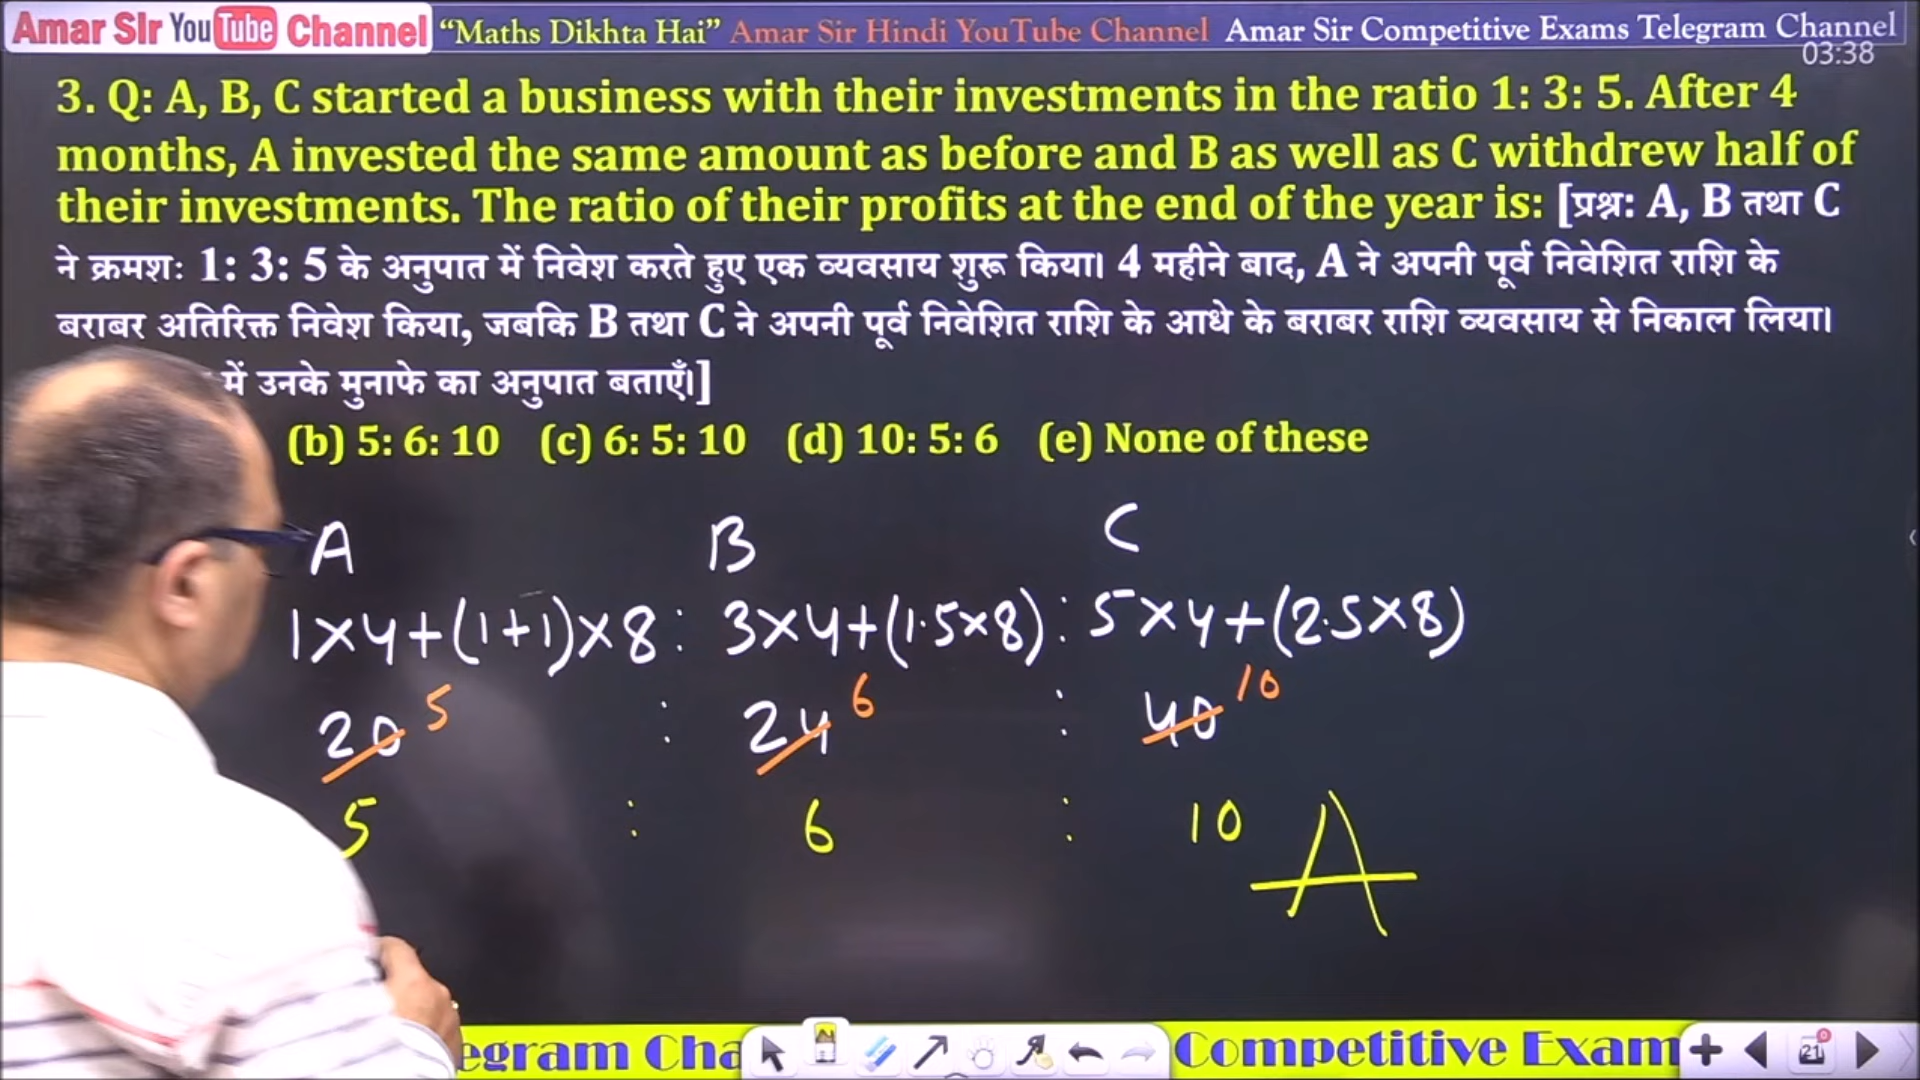 Amar SIr YouTube Channel "Maths Dikhta Hai" Amar Sir Hindi YouTube Channel Amar Sir Competitive Exams Telegram Channel
03:38
3. Q: A, B, C started a business with their investments in the ratio 1: 3: 5. After 4
months, A invested the same amount as before and B as well as C withdrew half of
their investments. The ratio of their profits at the end of the year is: [प्रश्न: A, B तथा C
ने क्रमशः 1: 3: 5 के अनुपात में निवेश करते हुए एक व्यवसाय शुरू किया। 4 महीने बाद, A ने अपनी पूर्व निवेशित राशि के
बराबर अतिरिक्त निवेश किया, जबकि B तथा C ने अपनी पूर्व निवेशित राशि के आधे के बराबर राशि व्यवसाय से निकाल लिया।
में उनके मुनाफे का अनुपात बताएँ।]
(b) 5: 6: 10 (c) 6: 5: 10 (d) 10: 5: 6 (e) None of these
A B C
1×4+(1+1)×8 : 3×4+(1.5×8) : 5×4+(2.5×8)
20 5 : 24 6 : 40 10
5 : 6 : 10 A
egram Cha Competitive Exam
21 0